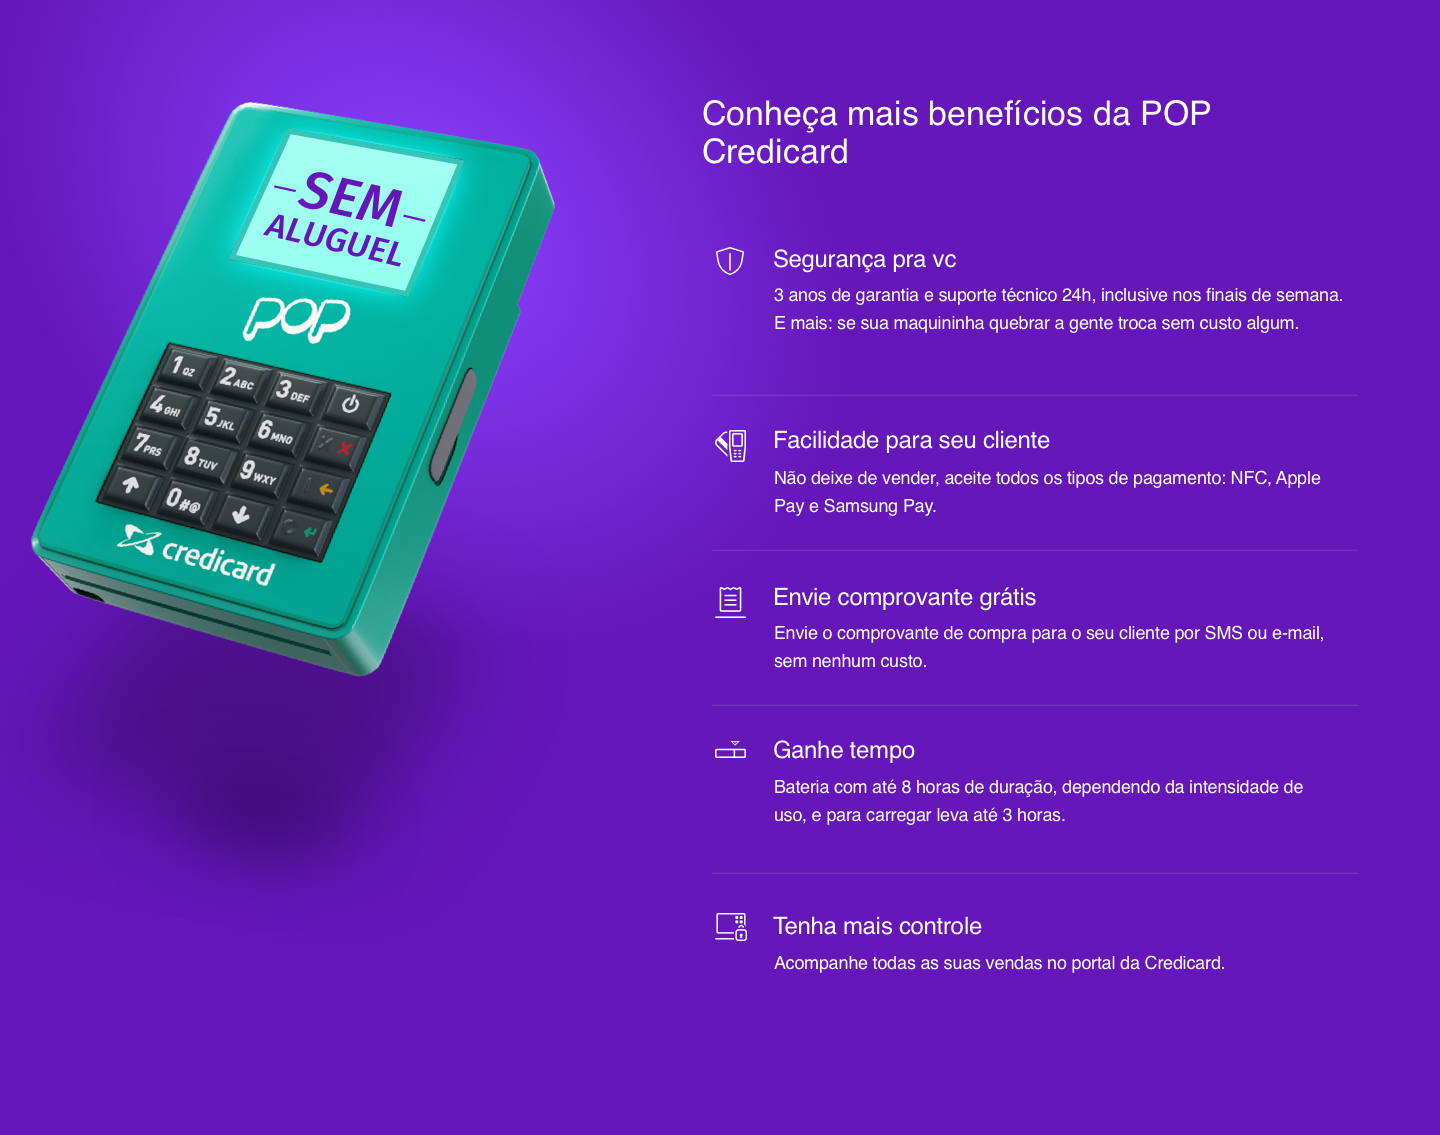 Conheça mais benefícios da POP
Credicard
SEM
ALUGUEL
POP
1 QZ 2 ABC 3 DEF
4 GHI 5 JKL 6 MNO
7 PRS 8 TUV 9 WXY
0 #@
credicard
Segurança pra vc
3 anos de garantia e suporte técnico 24h, inclusive nos finais de semana.
E mais: se sua maquininha quebrar a gente troca sem custo algum.
Facilidade para seu cliente
Não deixe de vender, aceite todos os tipos de pagamento: NFC, Apple
Pay e Samsung Pay.
Envie comprovante grátis
Envie o comprovante de compra para o seu cliente por SMS ou e-mail,
sem nenhum custo.
Ganhe tempo
Bateria com até 8 horas de duração, dependendo da intensidade de
uso, e para carregar leva até 3 horas.
Tenha mais controle
Acompanhe todas as suas vendas no portal da Credicard.